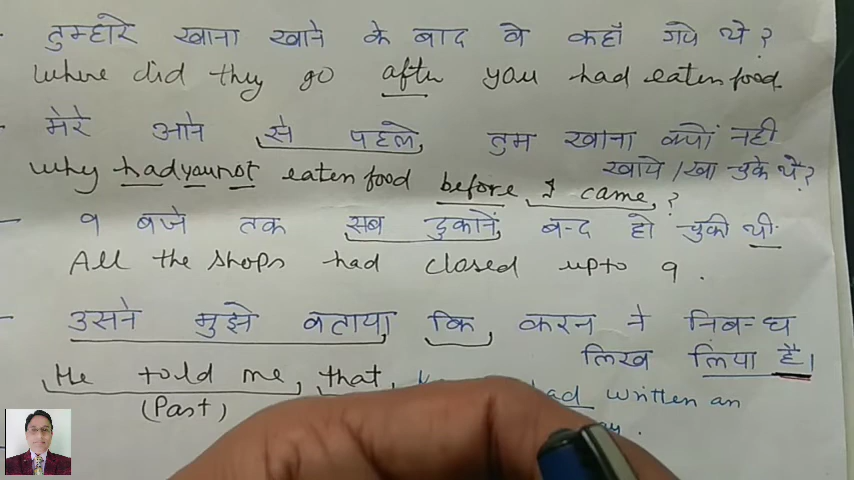 तुम्हारे खाना खाने के बाद वे कहाँ गये थे?
Where did they go after you had eaten food
मेरे आने से पहले, तुम खाना क्यों नही
खाये/खा चुके थे?
Why had you not eaten food before I came,?
९ बजे तक सब दुकानें बन्द हो चुकी थी
All the shops had closed upto 9.
उसने मुझे बताया कि, करन ने निबन्ध
लिख लिया है।
He told me, that, had written an
(Past)